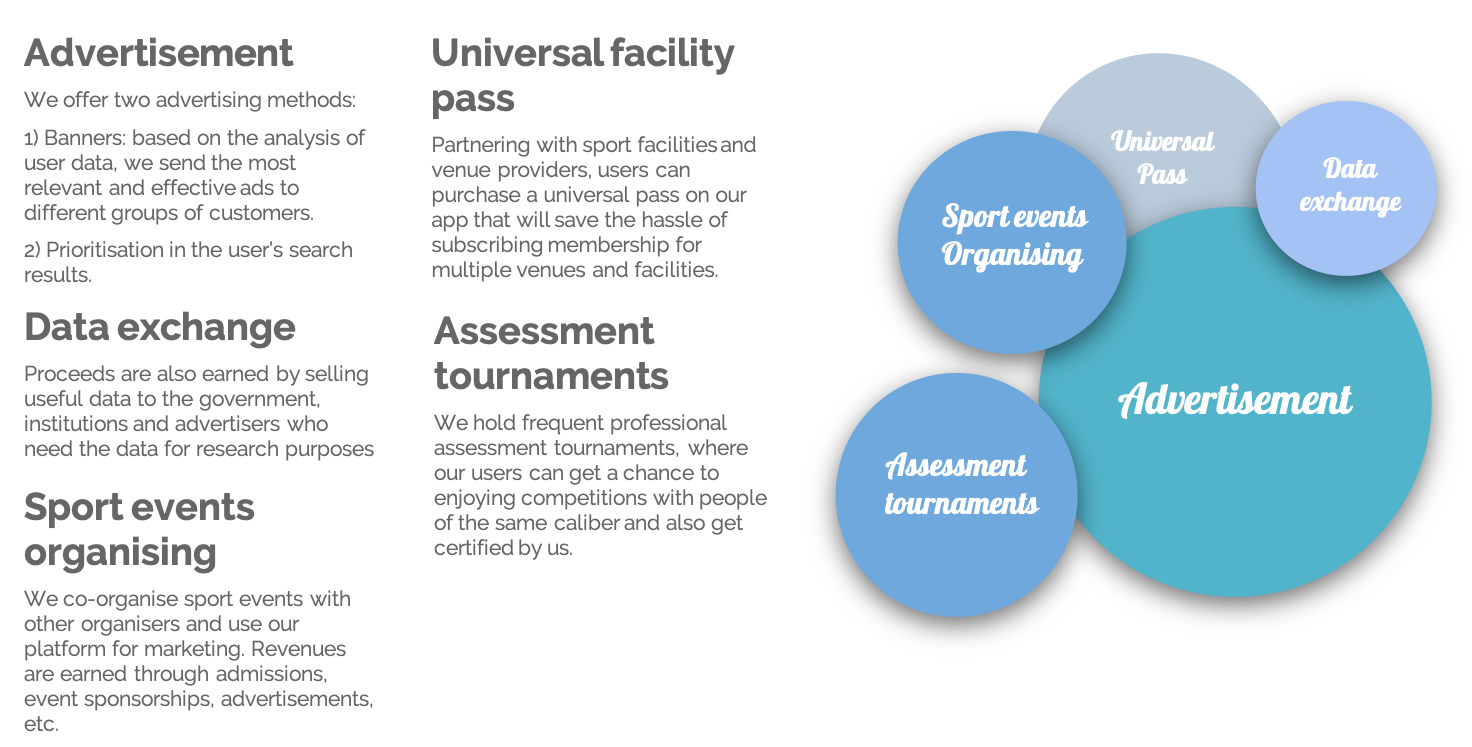 Advertisement
We offer two advertising methods:
1) Banners: based on the analysis of
user data, we send the most
relevant and effective ads to
different groups of customers.
2) Prioritisation in the user's search
results.
Data exchange
Proceeds are also earned by selling
useful data to the government,
institutions and advertisers who
need the data for research purposes
Sport events
organising
We co-organise sport events with
other organisers and use our
platform for marketing. Revenues
are earned through admissions,
event sponsorships, advertisements,
etc.
Universal facility
pass
Partnering with sport facilities and
venue providers, users can
purchase a universal pass on our
app that will save the hassle of
subscribing membership for
multiple venues and facilities.
Assessment
tournaments
We hold frequent professional
assessment tournaments, where
our users can get a chance to
enjoying competitions with people
of the same caliber and also get
certified by us.
Universal
Pass
Data
exchange
Sport events
Organising
Advertisement
Assessment
tournaments